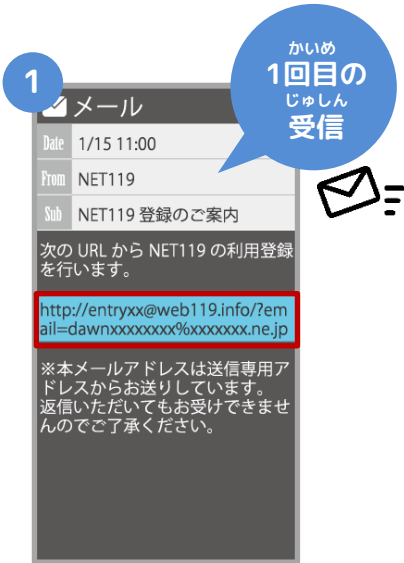 1
かいめ
1回目の
じゅしん
受信
メール
Date 1/15 11:00
From NET119
Sub NET119 登録のご案内
次の URL から NET119 の利用登録
を行います。
http://entryxx@web119.info/?em
ail=dawnxxxxxxxx%xxxxxxx.ne.jp
※本メールアドレスは送信専用ア
ドレスからお送りしています。
返信いただいてもお受けできませ
んのでご了承ください。